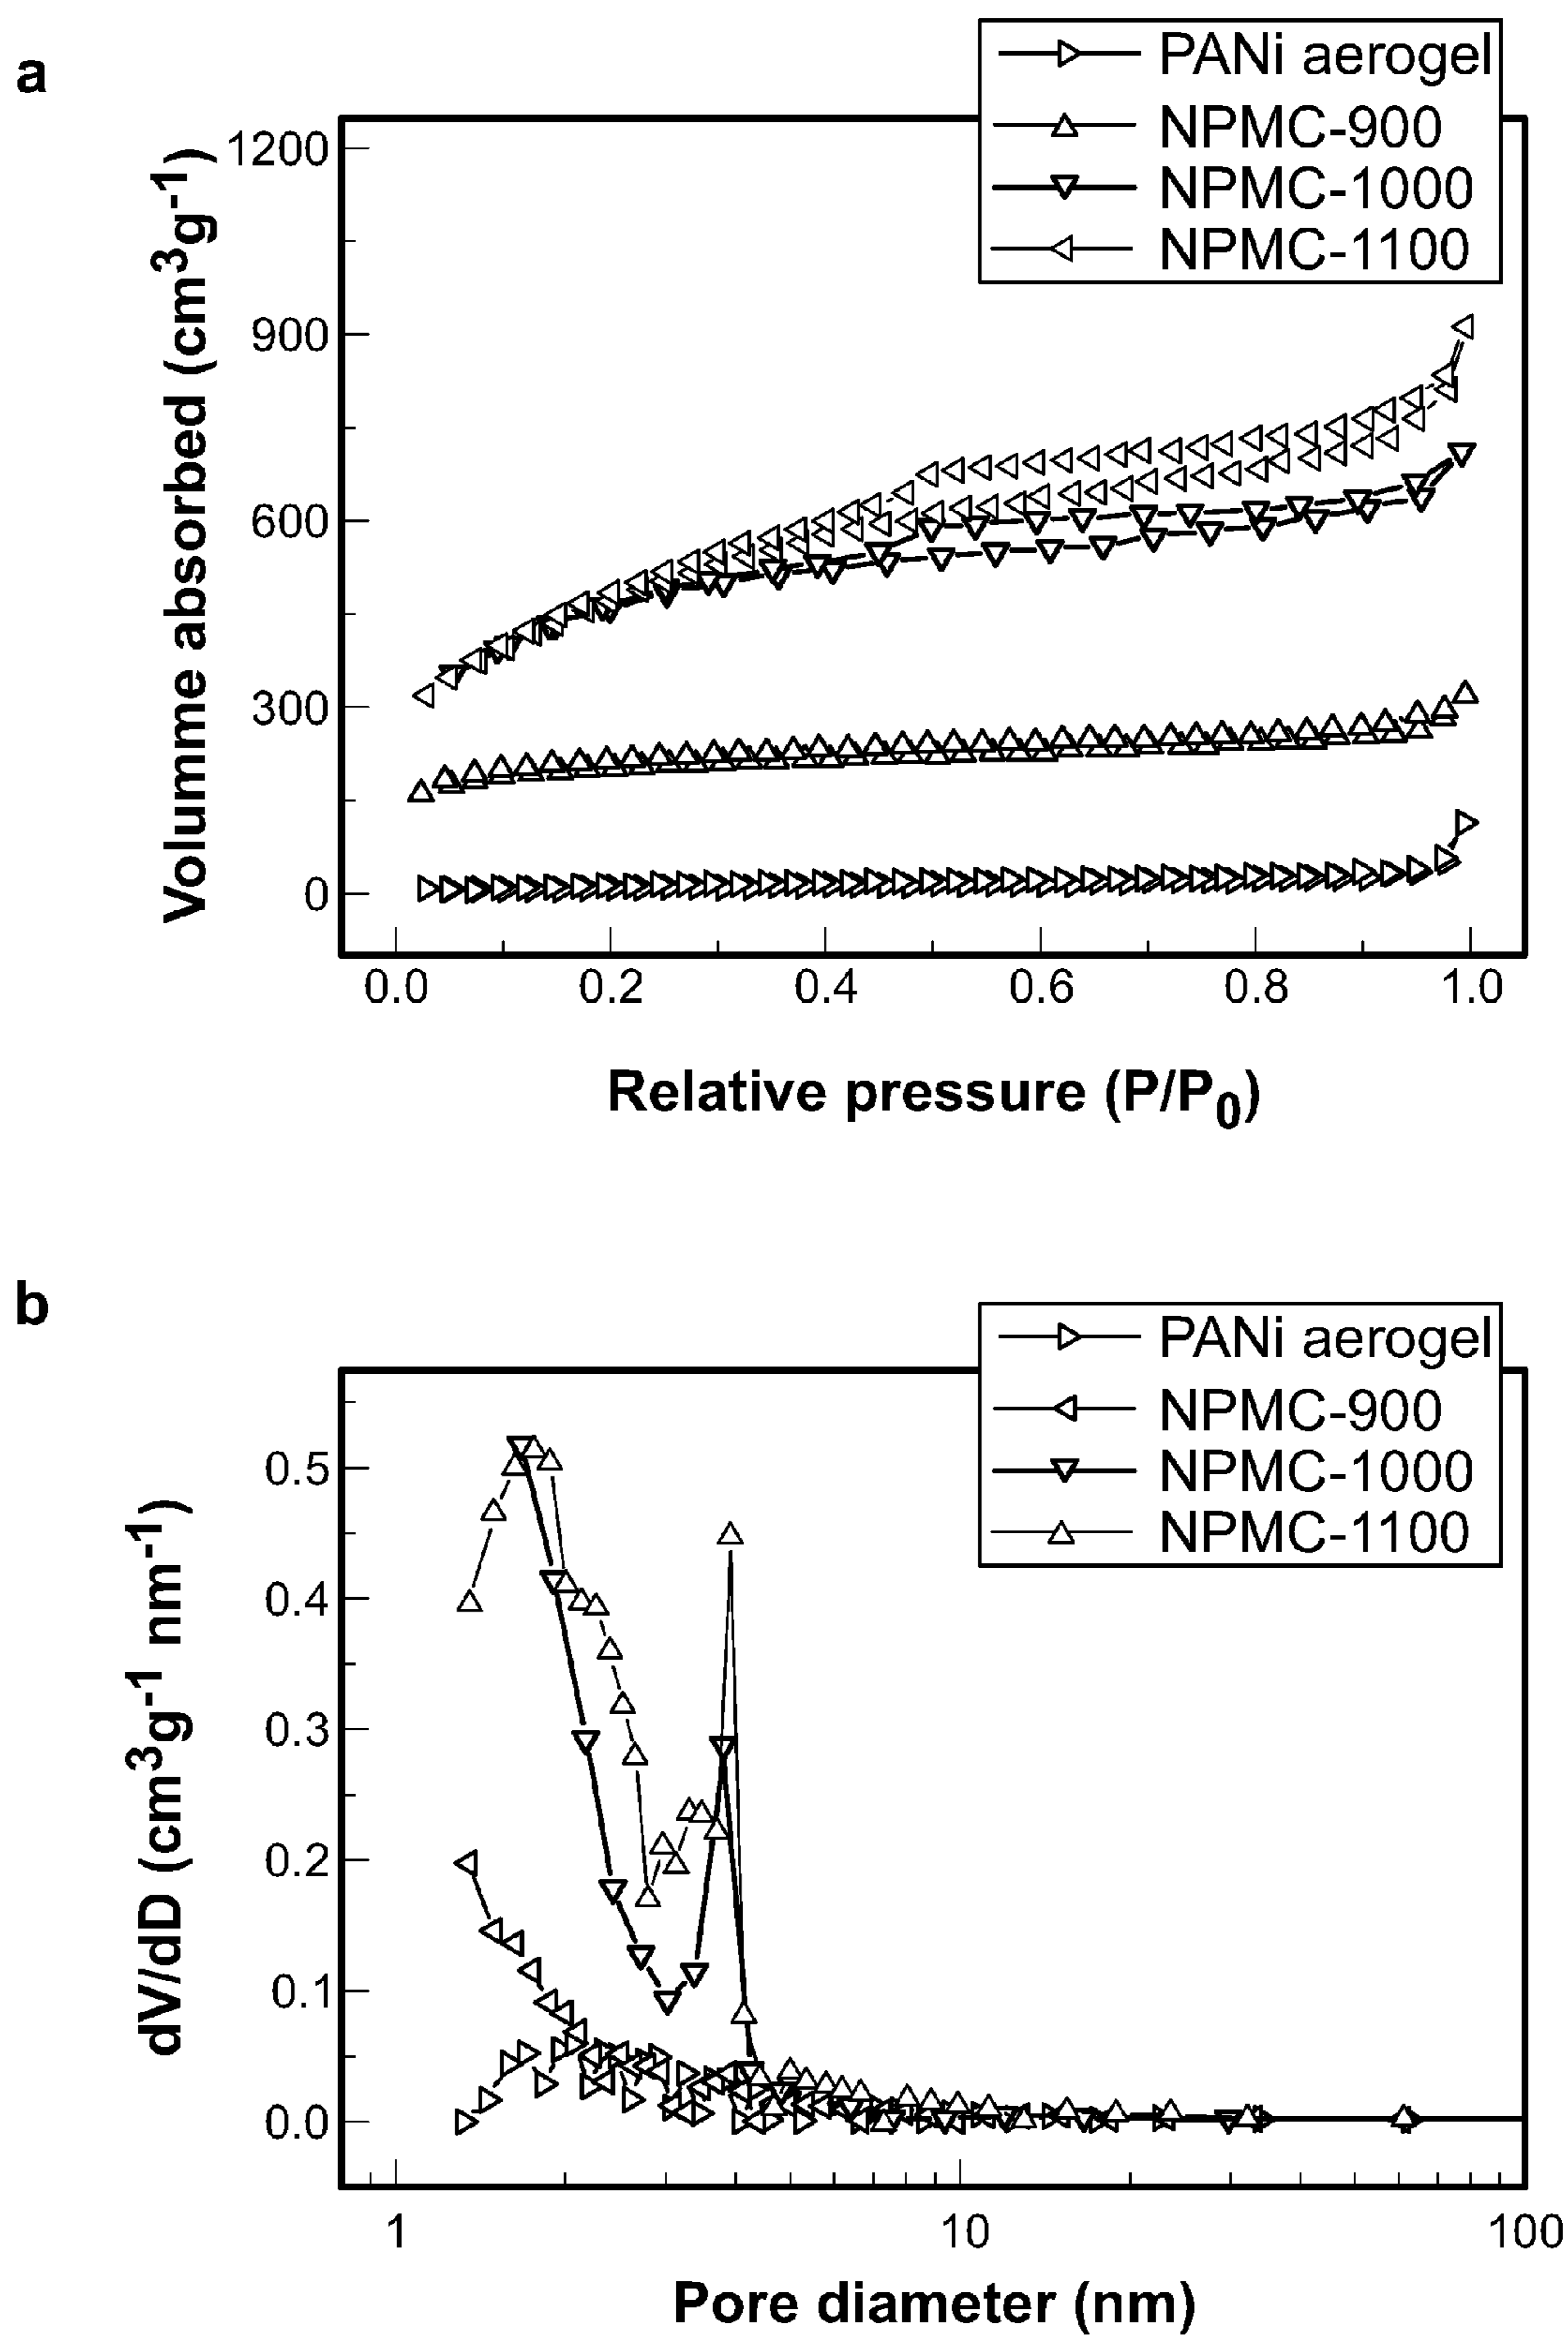 a
PANi aerogel
NPMC-900
NPMC-1000
NPMC-1100
Volumme absorbed (cm³g⁻¹)
1200
900
600
300
0
0.0 0.2 0.4 0.6 0.8 1.0
Relative pressure (P/P₀)
b
PANi aerogel
NPMC-900
NPMC-1000
NPMC-1100
dV/dD (cm³g⁻¹ nm⁻¹)
0.5
0.4
0.3
0.2
0.1
0.0
1 10 100
Pore diameter (nm)